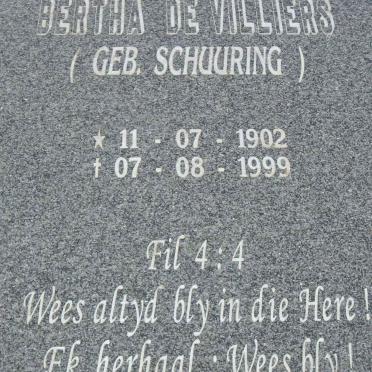 BERTHA DE VILLIERS
( GEB. SCHUURING )
★ 11 - 07 - 1902
† 07 - 08 - 1999
Fil 4 : 4
Wees altyd bly in die Here !
Ek herhaal : Wees bly !